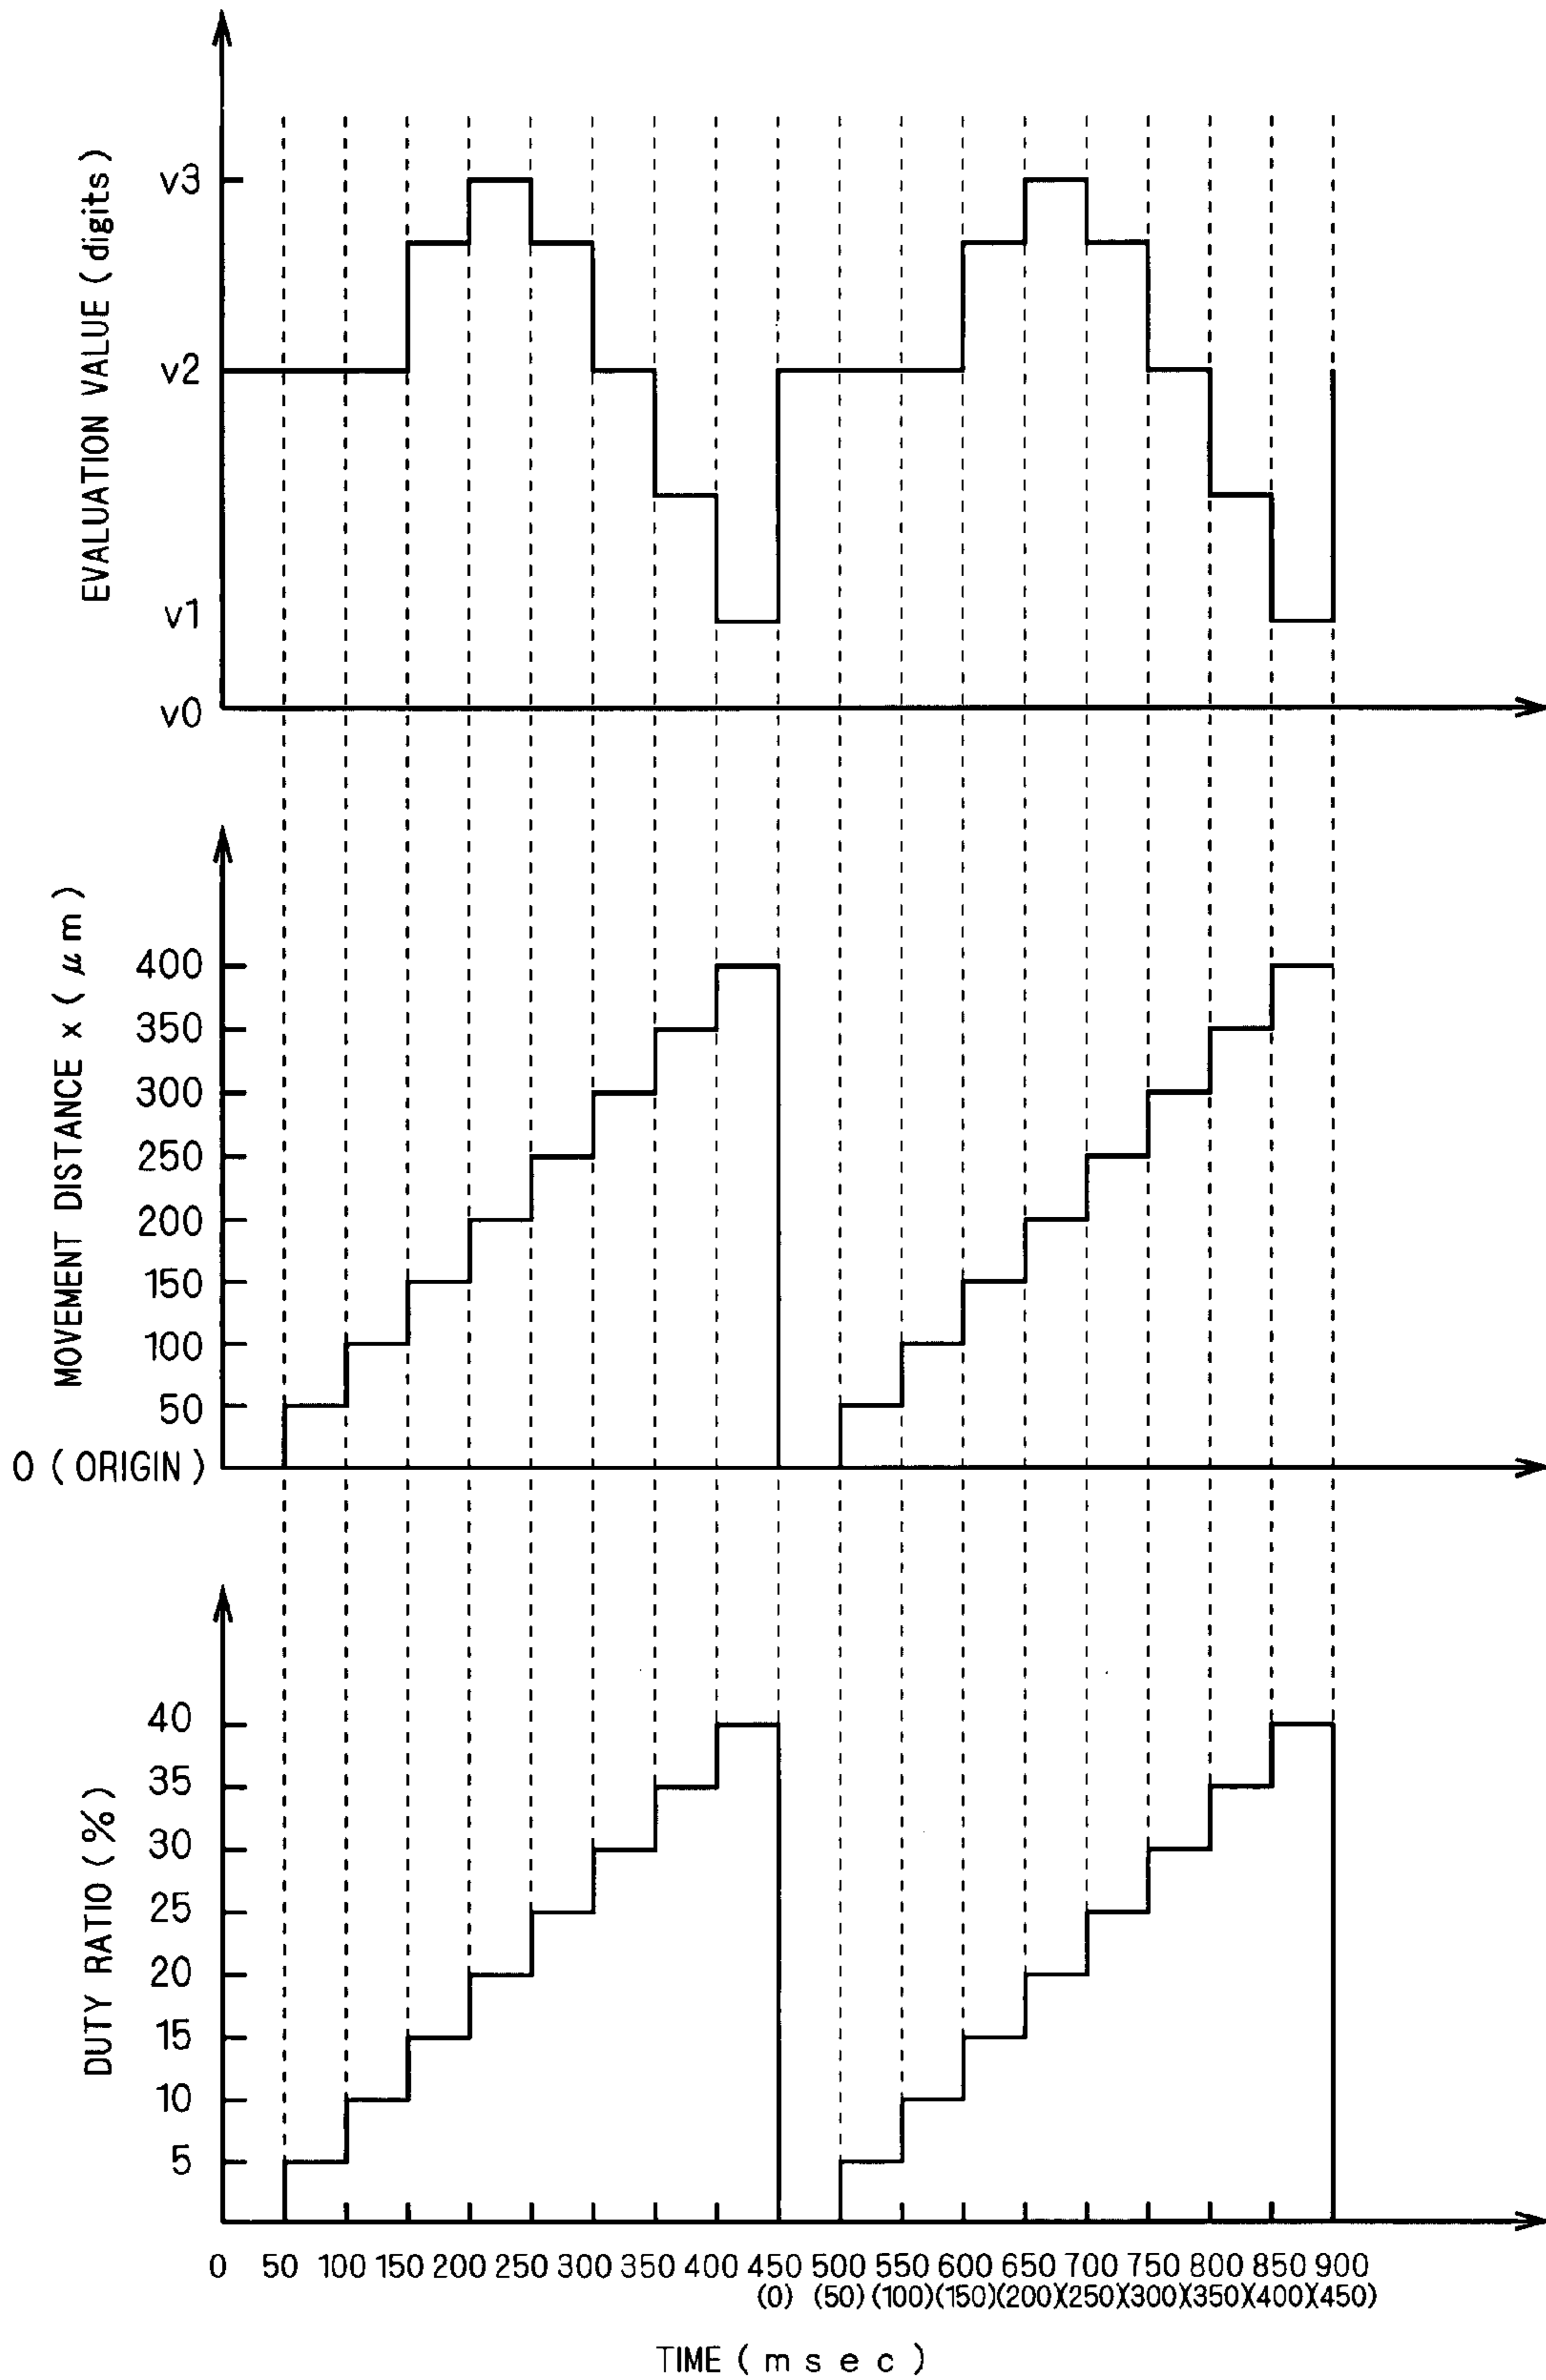 EVALUATION VALUE (digits)
v3
v2
v1
v0
MOVEMENT DISTANCE x (μm)
400
350
300
250
200
150
100
50
0 (ORIGIN)
DUTY RATIO (%)
40
35
30
25
20
15
10
5
0 50 100 150 200 250 300 350 400 450 500 550 600 650 700 750 800 850 900
(0) (50) (100) (150) (200) (250) (300) (350) (400) (450)
TIME (msec)